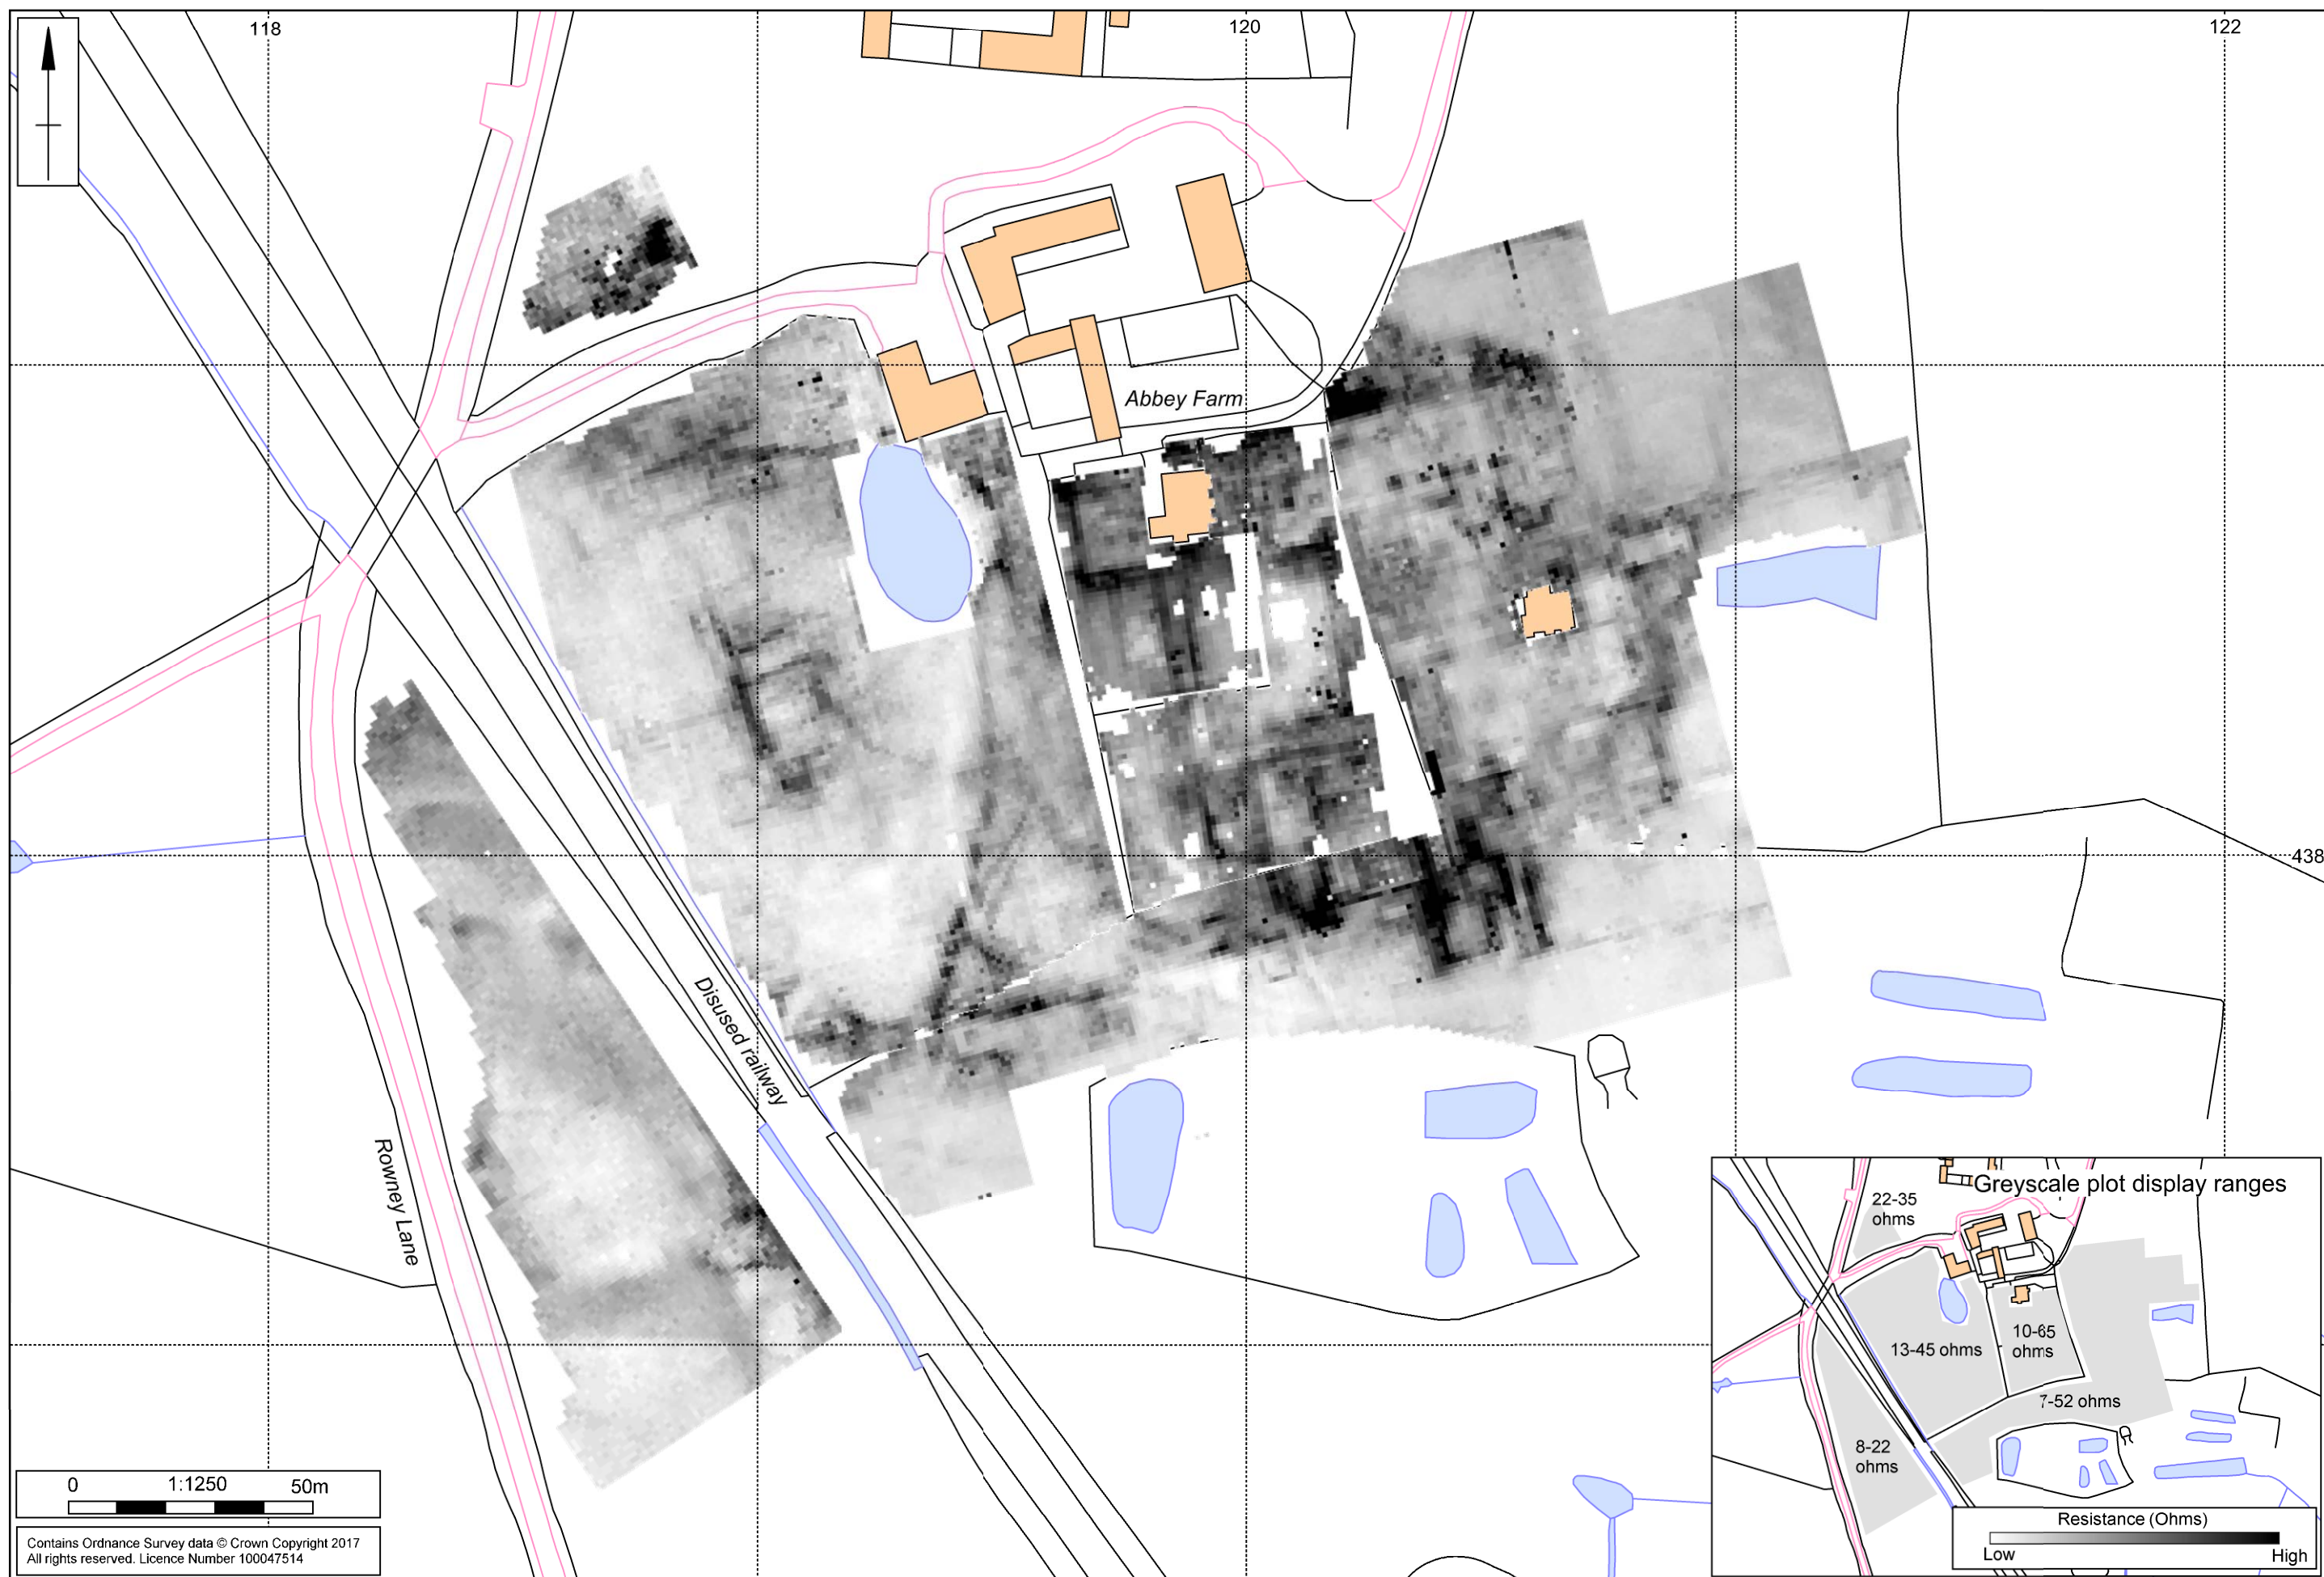 118
120
122
Abbey Farm
438
Disused railway
Rowney Lane
0 1:1250 50m
Contains Ordnance Survey data © Crown Copyright 2017
All rights reserved. Licence Number 100047514
Greyscale plot display ranges
22-35
ohms
10-65
ohms
13-45 ohms
7-52 ohms
8-22
ohms
Resistance (Ohms)
Low
High